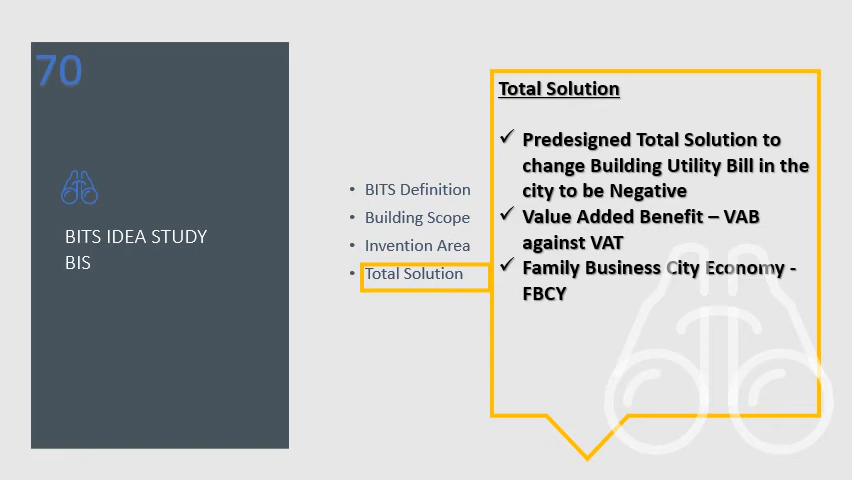 70
BITS IDEA STUDY
BIS
• BITS Definition
• Building Scope
• Invention Area
• Total Solution
Total Solution
✓ Predesigned Total Solution to
change Building Utility Bill in the
city to be Negative
✓ Value Added Benefit – VAB
against VAT
✓ Family Business City Economy -
FBCY